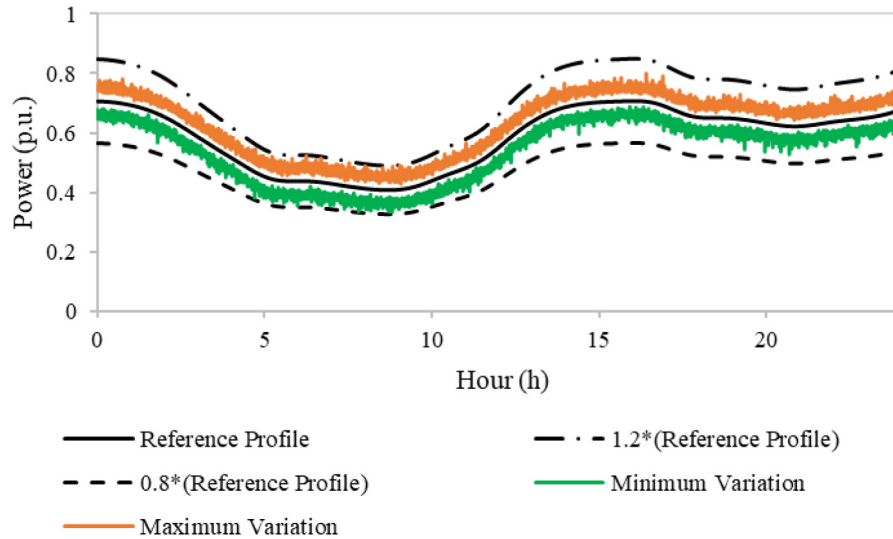 1
0.8
0.6
0.4
0.2
0
Power (p.u.)
0 5 10 15 20
Hour (h)
Reference Profile 1.2*(Reference Profile)
0.8*(Reference Profile) Minimum Variation
Maximum Variation